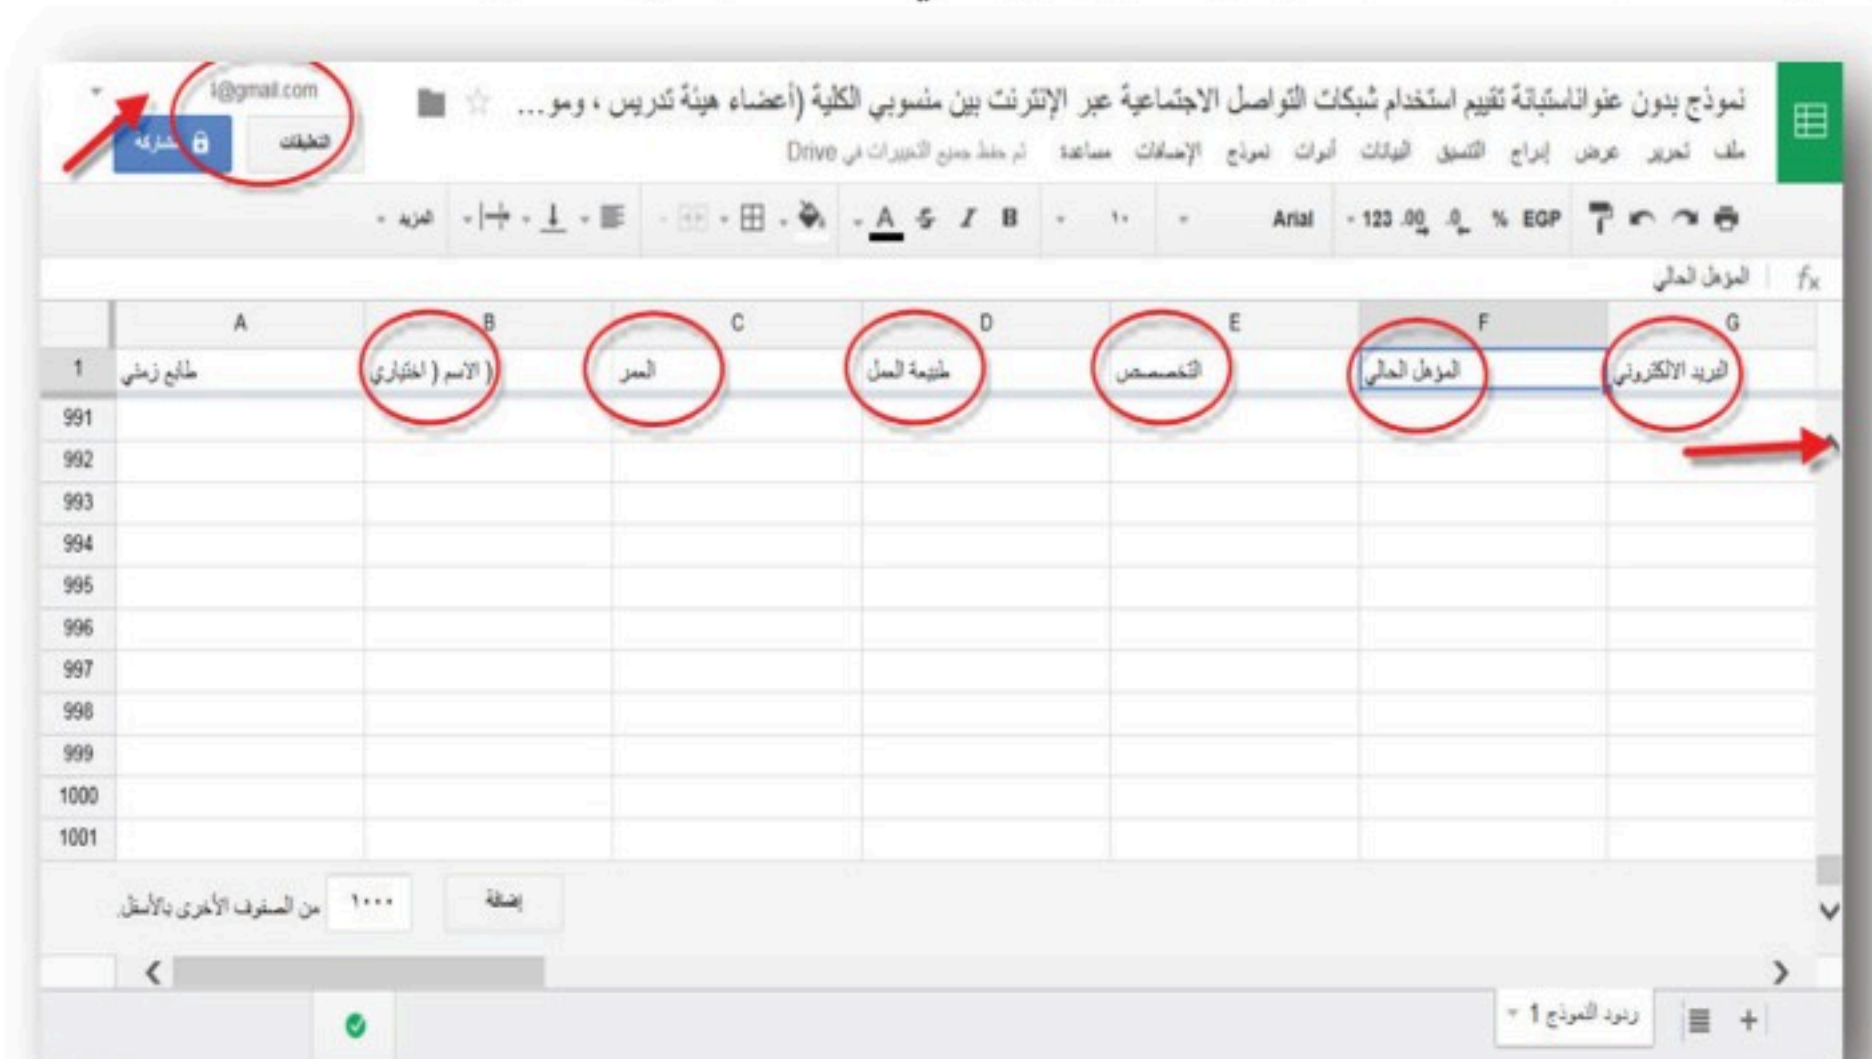 نموذج بدون عنواناستبانة تقييم استخدام شبكات التواصل الاجتماعية عبر الإنترنت بين منسوبي الكلية (أعضاء هيئة تدريس ، ومو...
1@gmail.com
ملف تحرير عرض إدراج التنسيق البيانات أدوات نموذج الإضافات مساعدة تم حفظ جميع التغييرات في Drive
التعليقات
مشاركة
EGP % .0 .00 123 Arial ١٠ B I S A المزيد
fx المؤهل الحالي
A B C D E F G
1 طابع زمني الاسم ( اختياري ) العمر طبيعة العمل التخصص المؤهل الحالي البريد الالكتروني
991
992
993
994
995
996
997
998
999
1000
1001
إضافة ١٠٠٠ من الصفوف الأخرى بالأسفل.
ردود النموذج 1